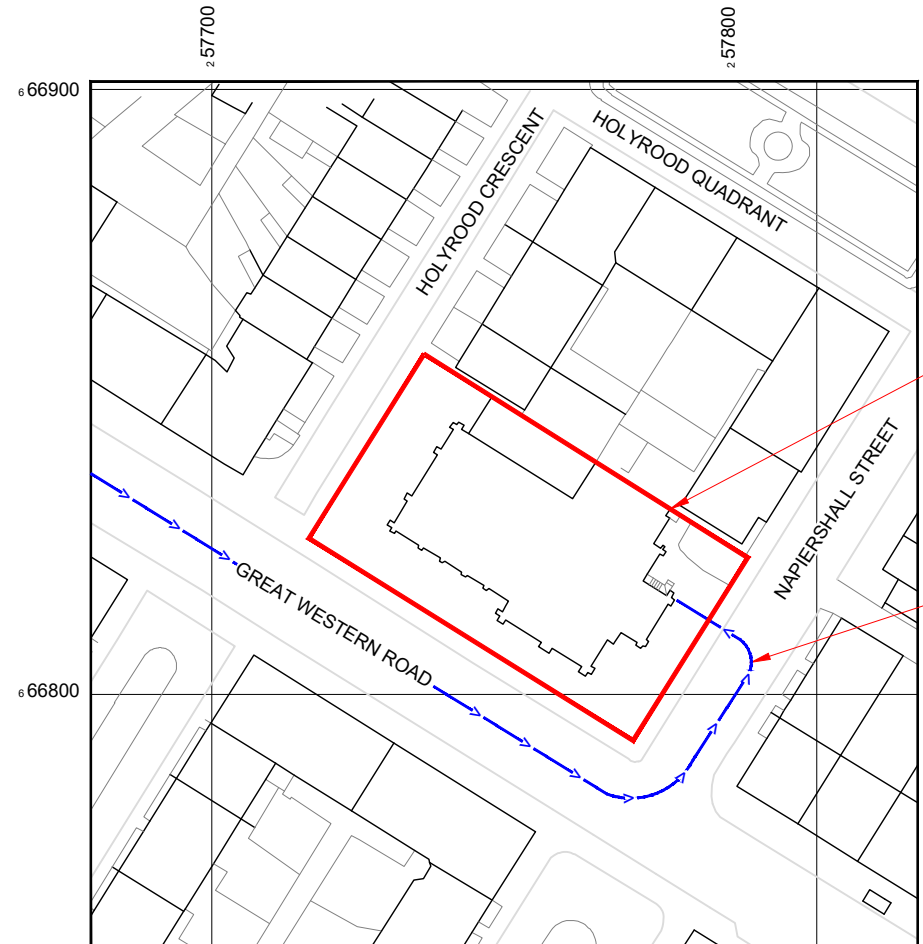 257700
257800
666900
HOLYROOD CRESCENT
HOLYROOD QUADRANT
NAPIERSHALL STREET
GREAT WESTERN ROAD
666800